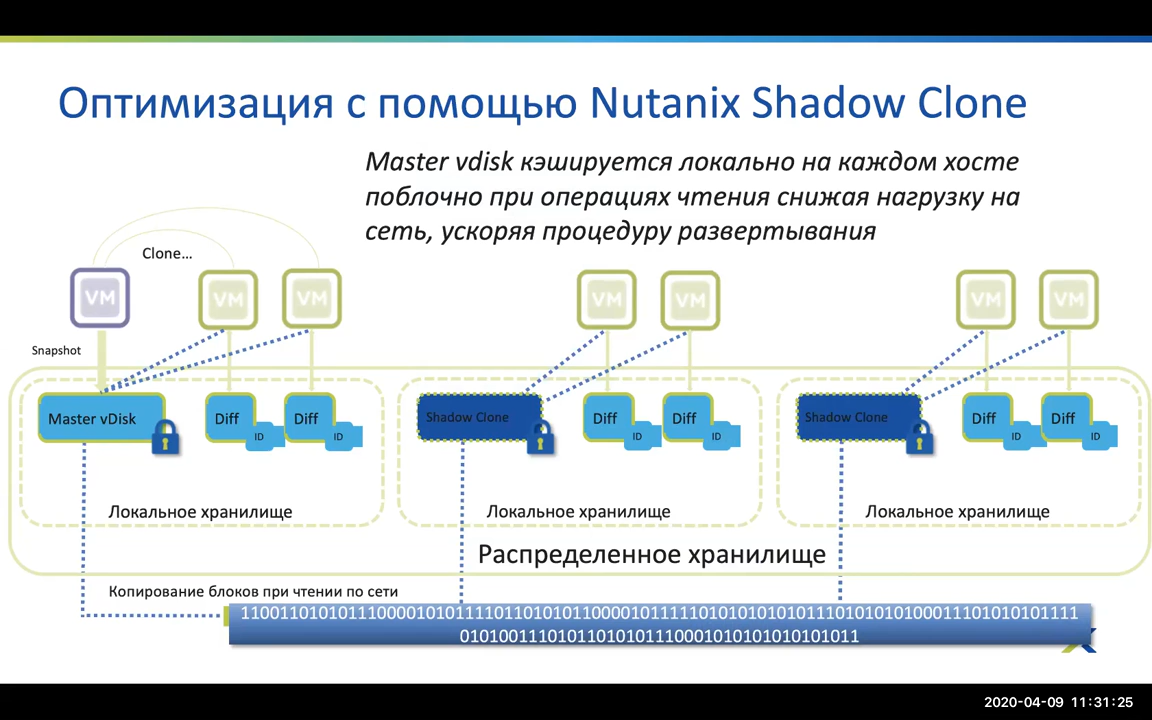 Оптимизация с помощью Nutanix Shadow Clone
Master vdisk кэшируется локально на каждом хосте
поблочно при операциях чтения снижая нагрузку на
сеть, ускоряя процедуру развертывания
Clone...
VM
VM
VM
VM
VM
VM
VM
Snapshot
Master vDisk
Diff
ID
Diff
ID
Shadow Clone
Diff
ID
Diff
ID
Shadow Clone
Diff
ID
Diff
ID
Локальное хранилище
Локальное хранилище
Локальное хранилище
Распределенное хранилище
Копирование блоков при чтении по сети
2020-04-09 11:31:25